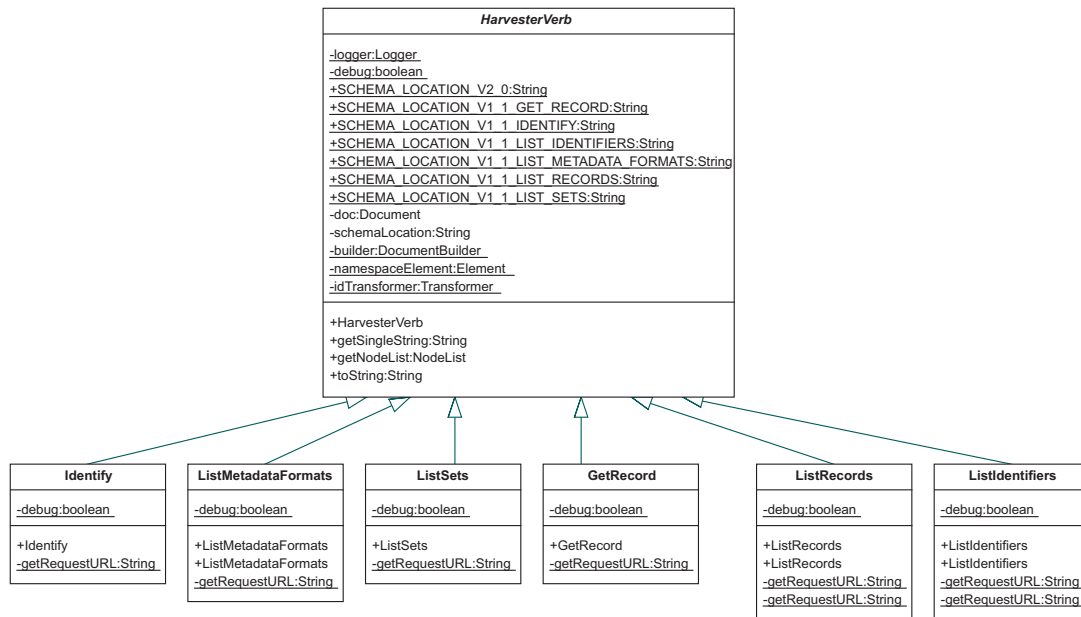 HarvesterVerb
-logger:Logger
-debug:boolean
+SCHEMA_LOCATION_V2_0:String
+SCHEMA_LOCATION_V1_1_GET_RECORD:String
+SCHEMA_LOCATION_V1_1_IDENTIFY:String
+SCHEMA_LOCATION_V1_1_LIST_IDENTIFIERS:String
+SCHEMA_LOCATION_V1_1_LIST_METADATA_FORMATS:String
+SCHEMA_LOCATION_V1_1_LIST_RECORDS:String
+SCHEMA_LOCATION_V1_1_LIST_SETS:String
-doc:Document
-schemaLocation:String
-builder:DocumentBuilder
-namespaceElement:Element
-idTransformer:Transformer
+HarvesterVerb
+getSingleString:String
+getNodeList:NodeList
+toString:String
Identify
-debug:boolean
+Identify
-getRequestURL:String
ListMetadataFormats
-debug:boolean
+ListMetadataFormats
+ListMetadataFormats
-getRequestURL:String
ListSets
-debug:boolean
+ListSets
-getRequestURL:String
GetRecord
-debug:boolean
+GetRecord
-getRequestURL:String
ListRecords
-debug:boolean
+ListRecords
+ListRecords
-getRequestURL:String
-getRequestURL:String
ListIdentifiers
-debug:boolean
+ListIdentifiers
+ListIdentifiers
-getRequestURL:String
-getRequestURL:String